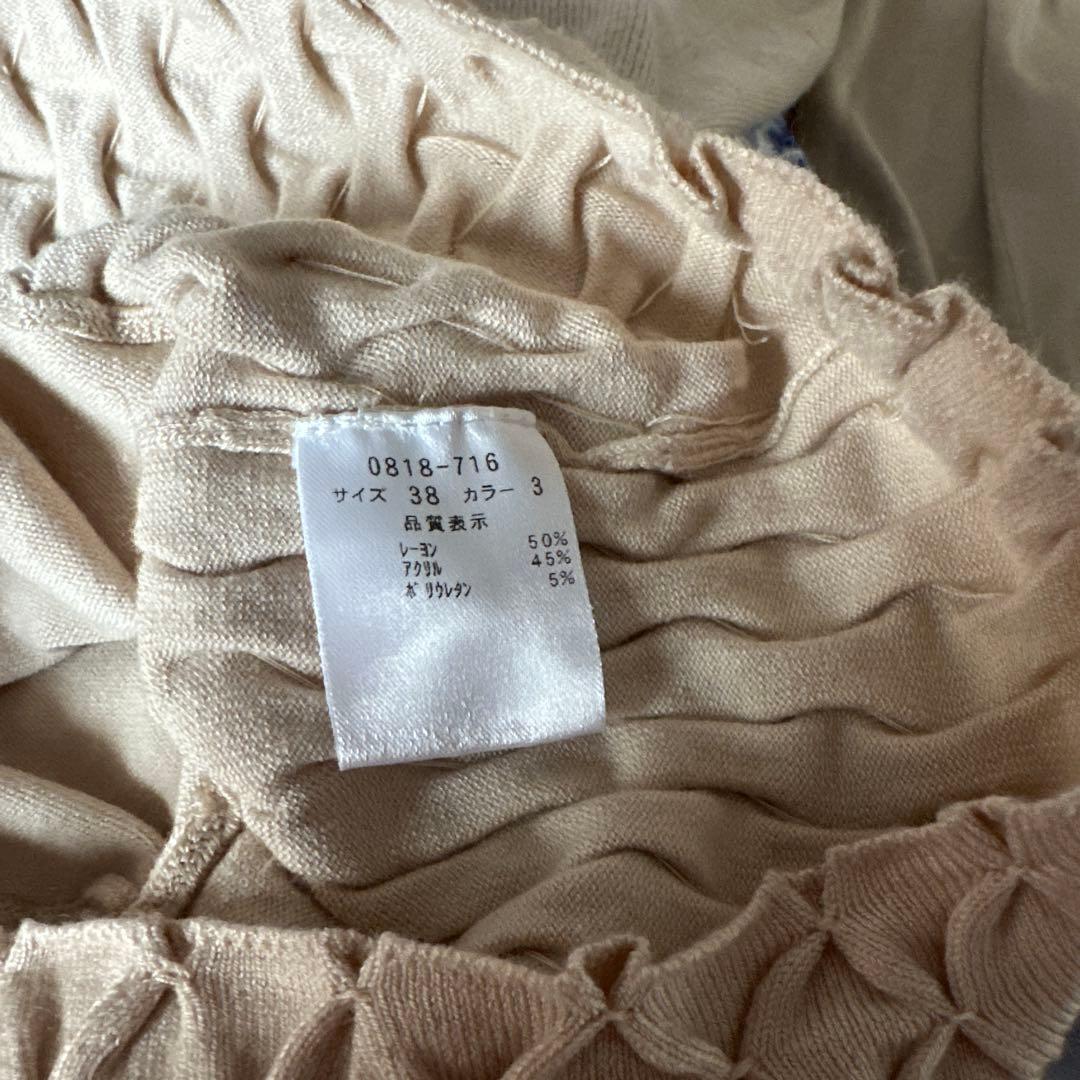 0818-716
サイズ 38 カラー 3
品質表示
ﾚｰﾖﾝ 50%
ｱｸﾘﾙ 45%
ﾎﾟﾘｳﾚﾀﾝ 5%